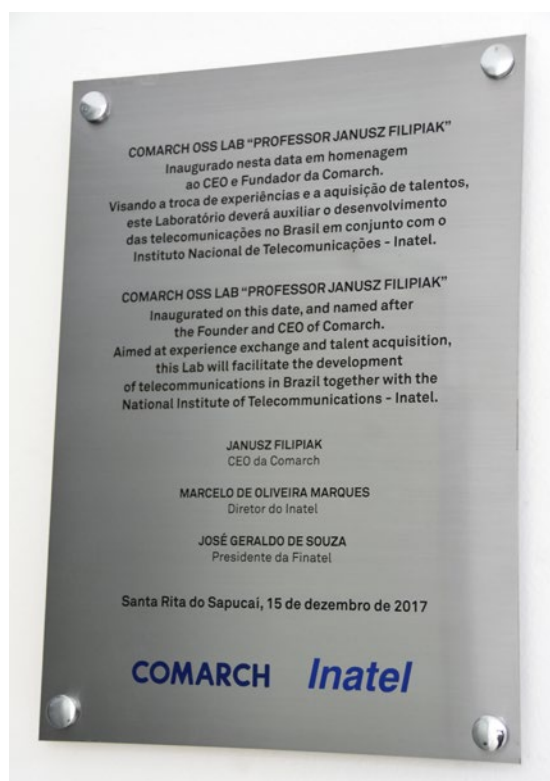 COMARCH OSS LAB “PROFESSOR JANUSZ FILIPIAK”
Inaugurado nesta data em homenagem
ao CEO e Fundador da Comarch.
Visando a troca de experiências e a aquisição de talentos,
este Laboratório deverá auxiliar o desenvolvimento
das telecomunicações no Brasil em conjunto com o
Instituto Nacional de Telecomunicações - Inatel.
COMARCH OSS LAB “PROFESSOR JANUSZ FILIPIAK”
Inaugurated on this date, and named after
the Founder and CEO of Comarch.
Aimed at experience exchange and talent acquisition,
this Lab will facilitate the development
of telecommunications in Brazil together with the
National Institute of Telecommunications - Inatel.
JANUSZ FILIPIAK
CEO da Comarch
MARCELO DE OLIVEIRA MARQUES
Diretor do Inatel
JOSÉ GERALDO DE SOUZA
Presidente da Finatel
Santa Rita do Sapucai, 15 de dezembro de 2017
COMARCH Inatel